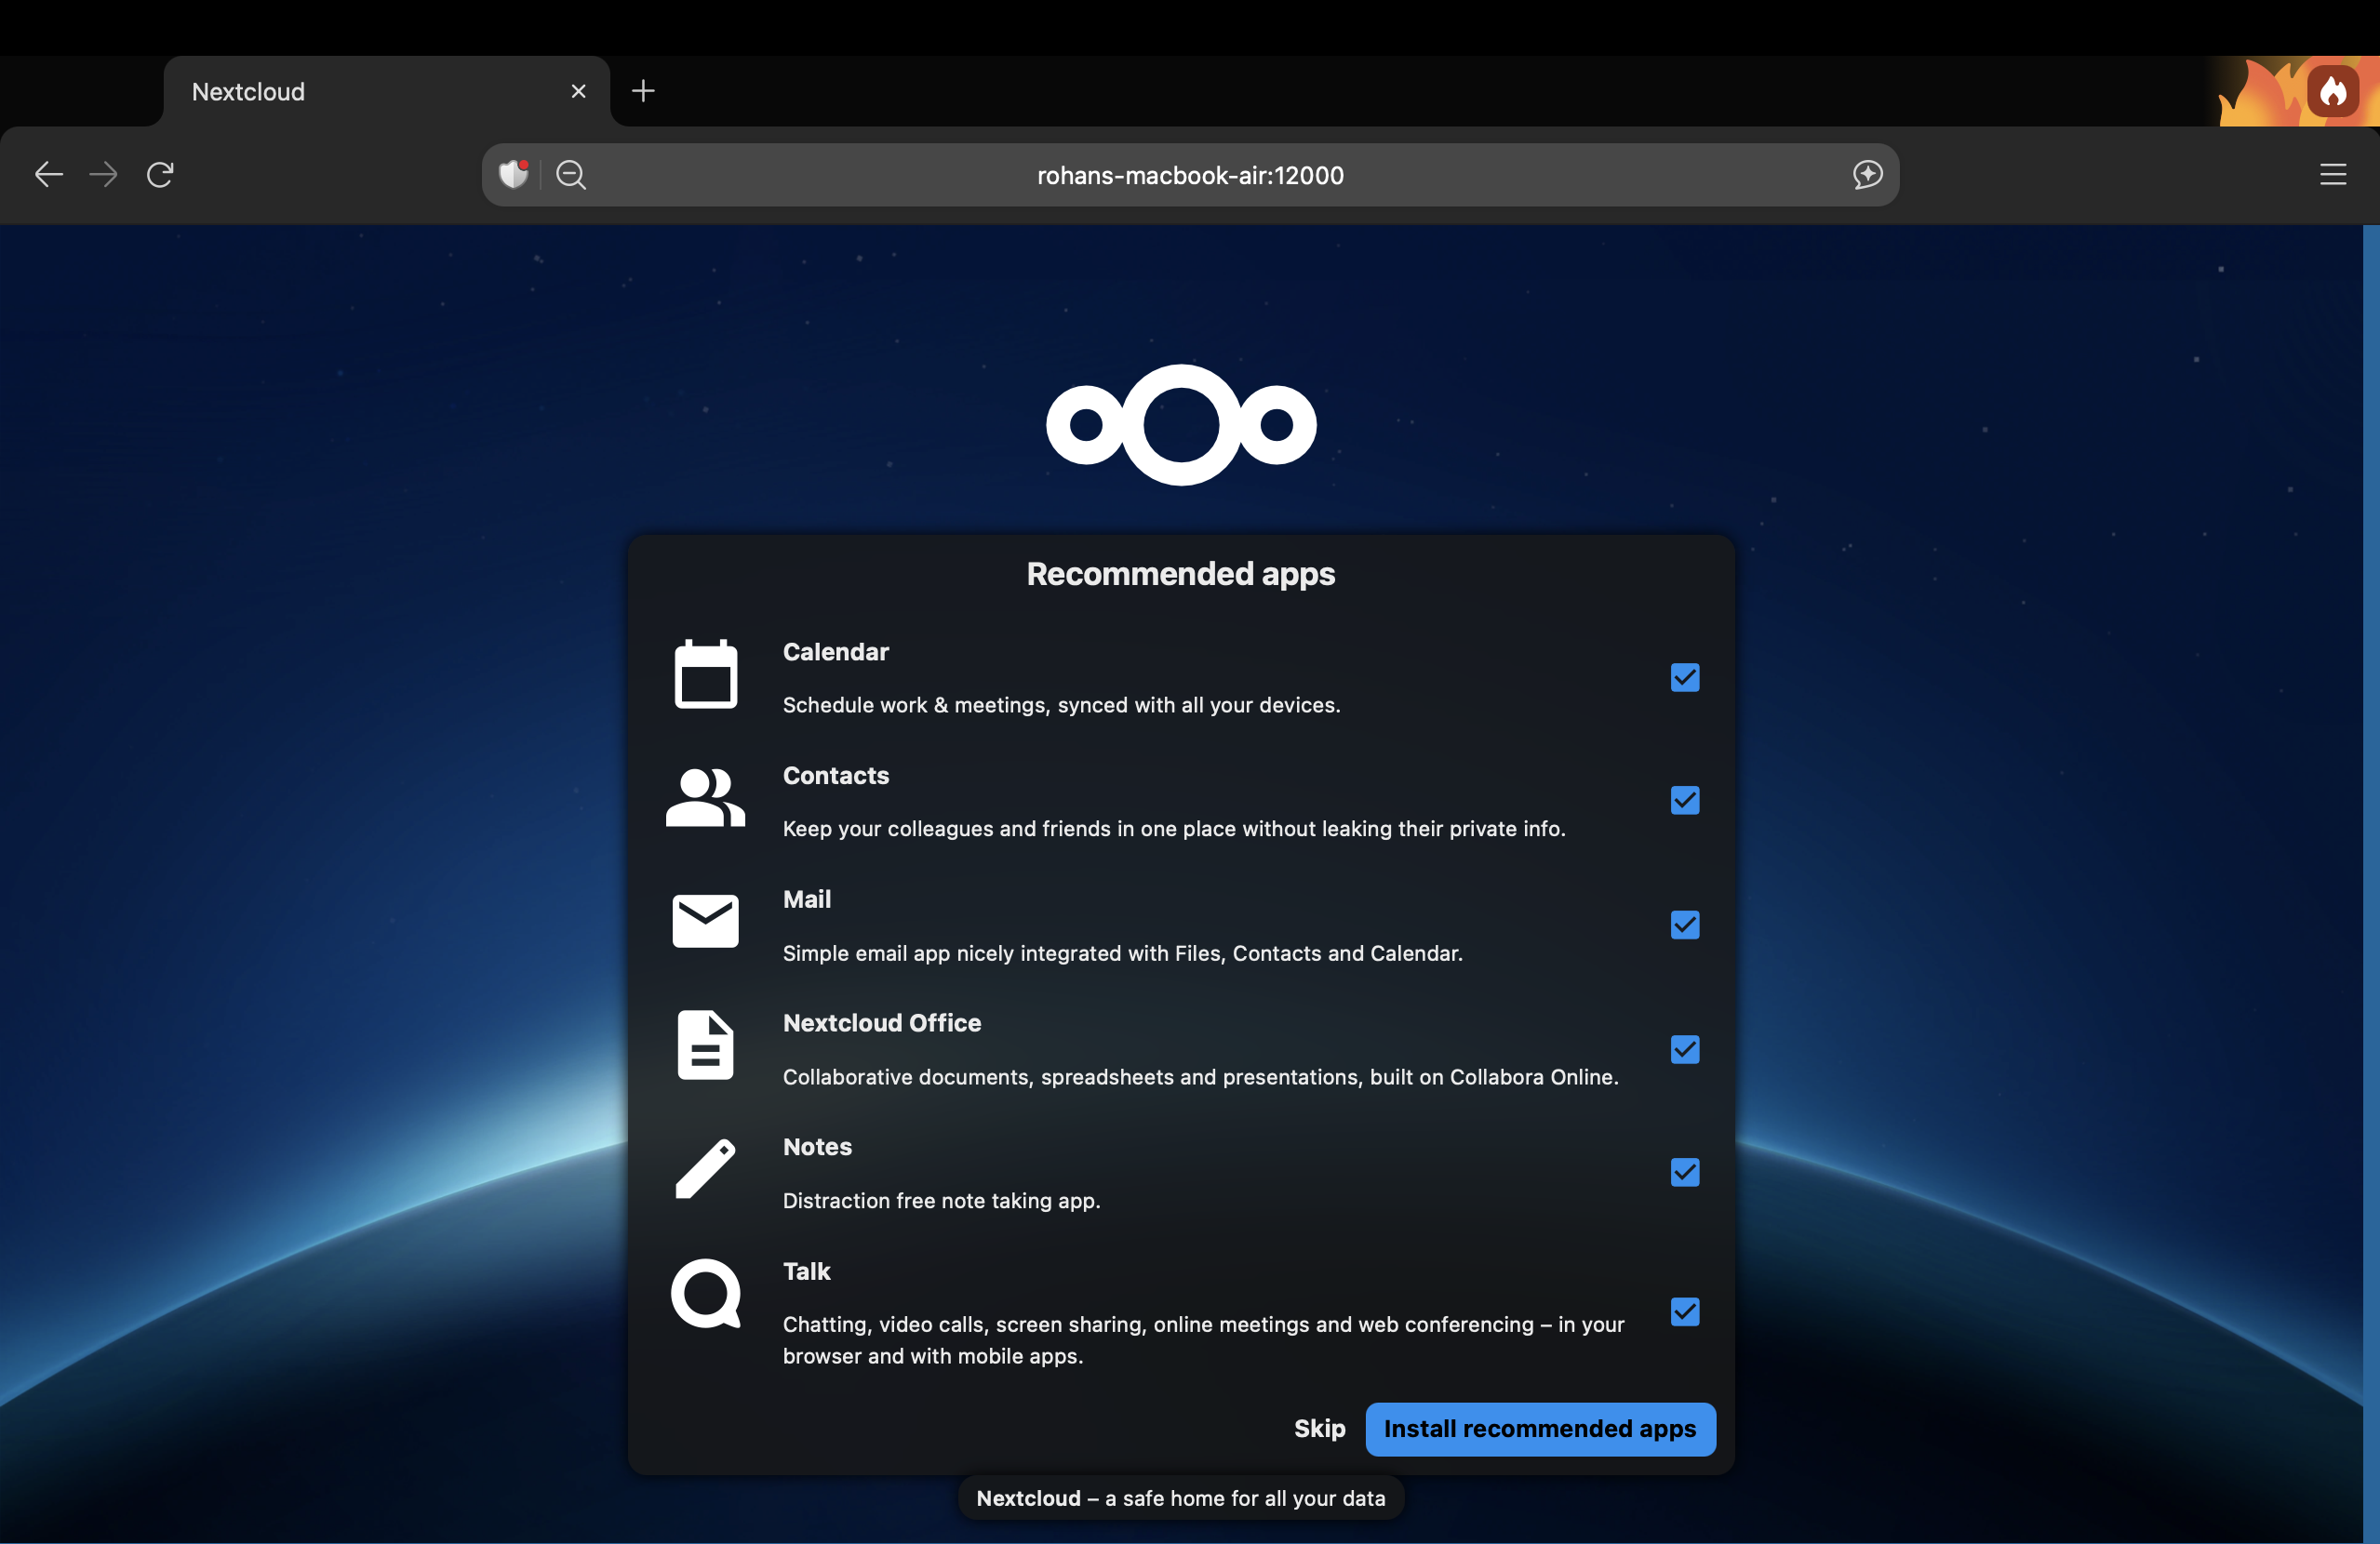 Nextcloud
rohans-macbook-air:12000
Recommended apps
Calendar
Schedule work & meetings, synced with all your devices.
Contacts
Keep your colleagues and friends in one place without leaking their private info.
Mail
Simple email app nicely integrated with Files, Contacts and Calendar.
Nextcloud Office
Collaborative documents, spreadsheets and presentations, built on Collabora Online.
Notes
Distraction free note taking app.
Talk
Chatting, video calls, screen sharing, online meetings and web conferencing – in your
browser and with mobile apps.
Skip
Install recommended apps
Nextcloud – a safe home for all your data